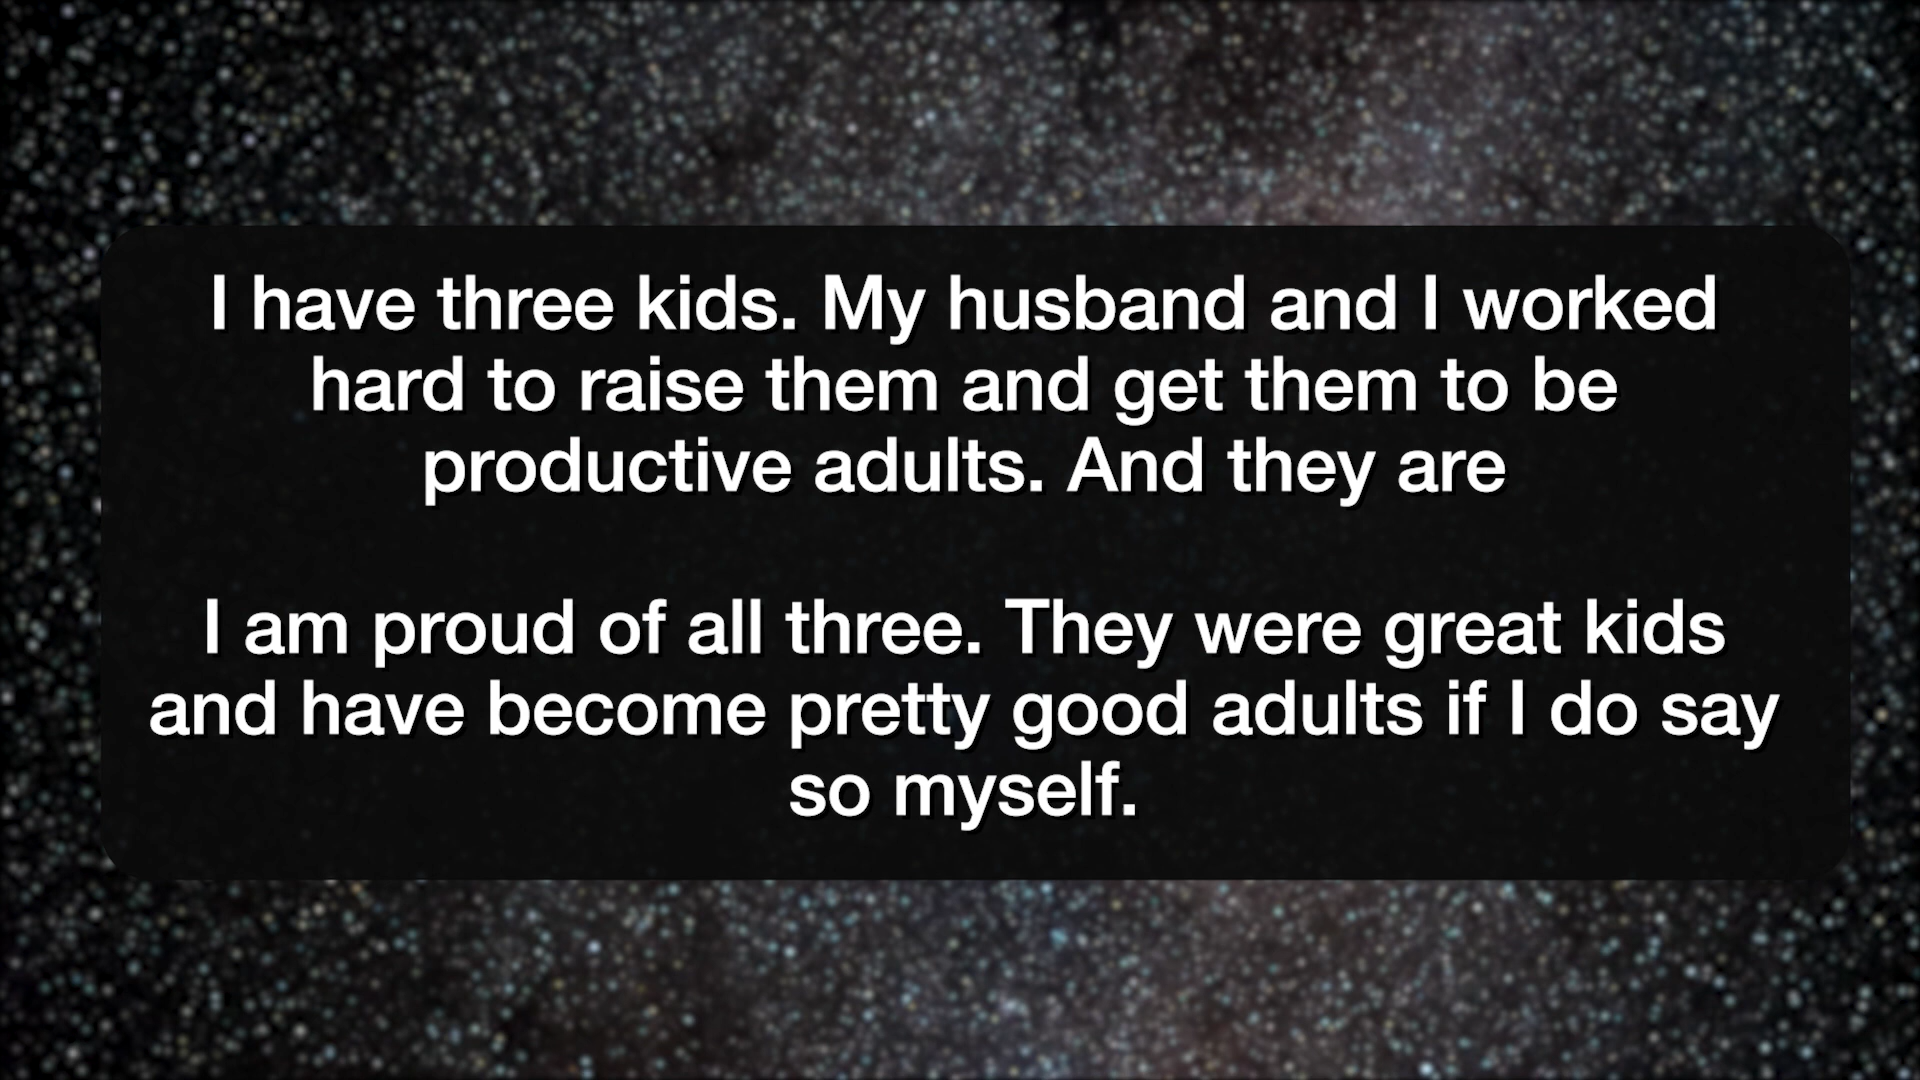 I have three kids. My husband and I worked
hard to raise them and get them to be
productive adults. And they are
I am proud of all three. They were great kids
and have become pretty good adults if I do say
so myself.